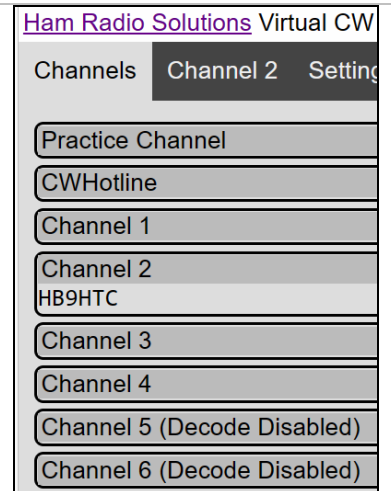 Ham Radio Solutions Virtual CW
Channels Channel 2 Setting
Practice Channel
CWHotline
Channel 1
Channel 2
HB9HTC
Channel 3
Channel 4
Channel 5 (Decode Disabled)
Channel 6 (Decode Disabled)